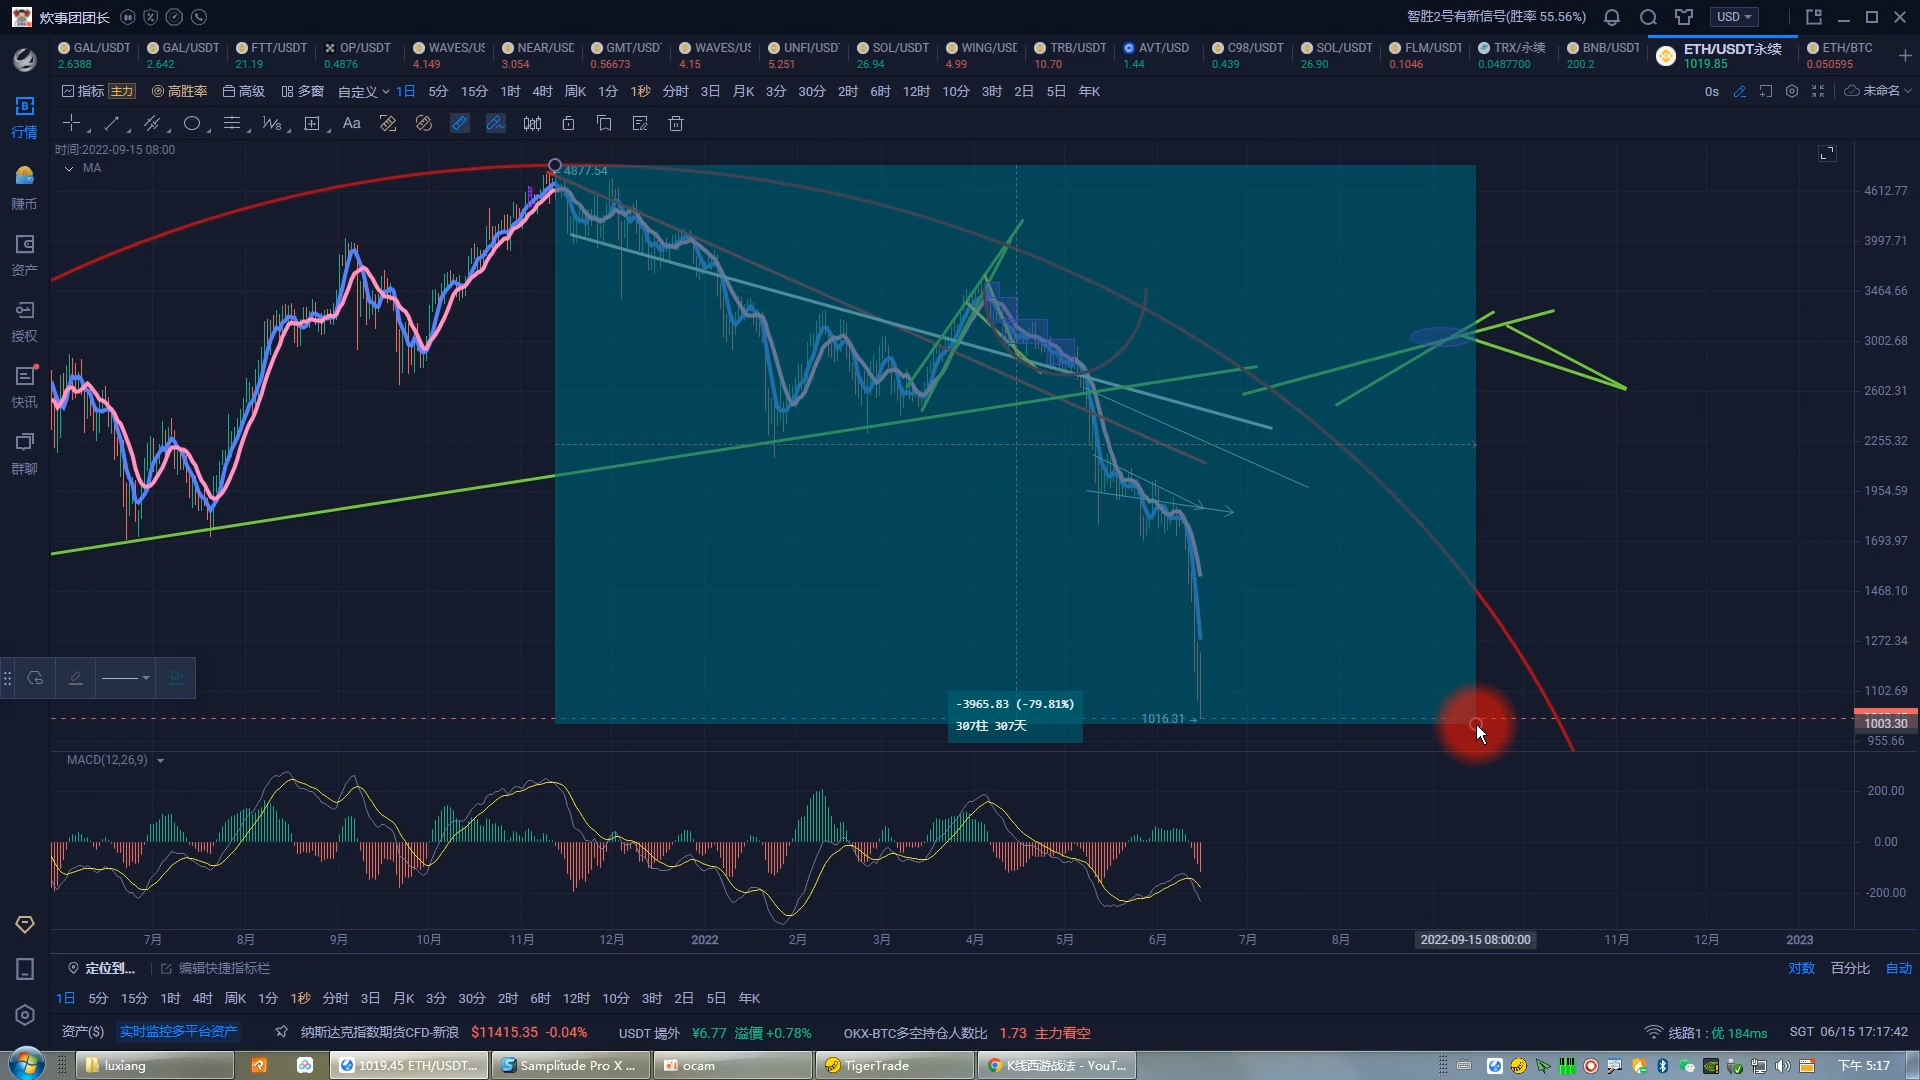 炊事团团长
智胜2号有新信号(胜率 55.56%)
USD
GAL/USDT 2.6388
GAL/USDT 2.642
FTT/USDT 21.19
OP/USDT 0.4876
WAVES/US 4.149
NEAR/USD 3.054
GMT/USD 0.56673
WAVES/US 4.15
UNFI/USD 5.251
SOL/USDT 26.94
WING/USD 4.99
TRB/USDT 10.70
AVT/USD 1.44
C98/USDT 0.439
SOL/USDT 26.90
FLM/USDT 0.1046
TRX/永续 0.0487700
BNB/USDT 200.2
ETH/USDT永续 1019.85
ETH/BTC 0.050595
指标 主力 高胜率 高级 多窗 自定义 1日 5分 15分 1时 4时 周K 1分 1秒 分时 3日 月K 3分 30分 2时 6时 12时 10分 3时 2日 5日 年K
0s 未命名
Aa
行情
赚币
资产
授权
快讯
群聊
时间:2022-09-15 08:00
MA
4877.54
4612.77
3997.71
3464.66
3002.68
2602.31
2255.32
1954.59
1693.97
1468.10
1272.34
1102.69
1003.30
955.66
-3965.83 (-79.81%)
307柱 307天
1016.31
MACD(12,26,9)
200.00
0.00
-200.00
7月 8月 9月 10月 11月 12月 2022 2月 3月 4月 5月 6月 7月 8月 2022-09-15 08:00:00 11月 12月 2023
定位到... 编辑快捷指标栏
对数 百分比 自动
1日 5分 15分 1时 4时 周K 1分 1秒 分时 3日 月K 3分 30分 2时 6时 12时 10分 3时 2日 5日 年K
资产($) 实时监控多平台资产 纳斯达克指数期货CFD-新浪 $11415.35 -0.04% USDT 場外 ¥6.77 溢價 +0.78% OKX-BTC多空持仓人数比 1.73 主力看空
线路1 : 优 184ms SGT 06/15 17:17:42
luxiang
1019.45 ETH/USDT...
Samplitude Pro X ...
ocam
TigerTrade
K线西游战法 - YouT...
下午 5:17